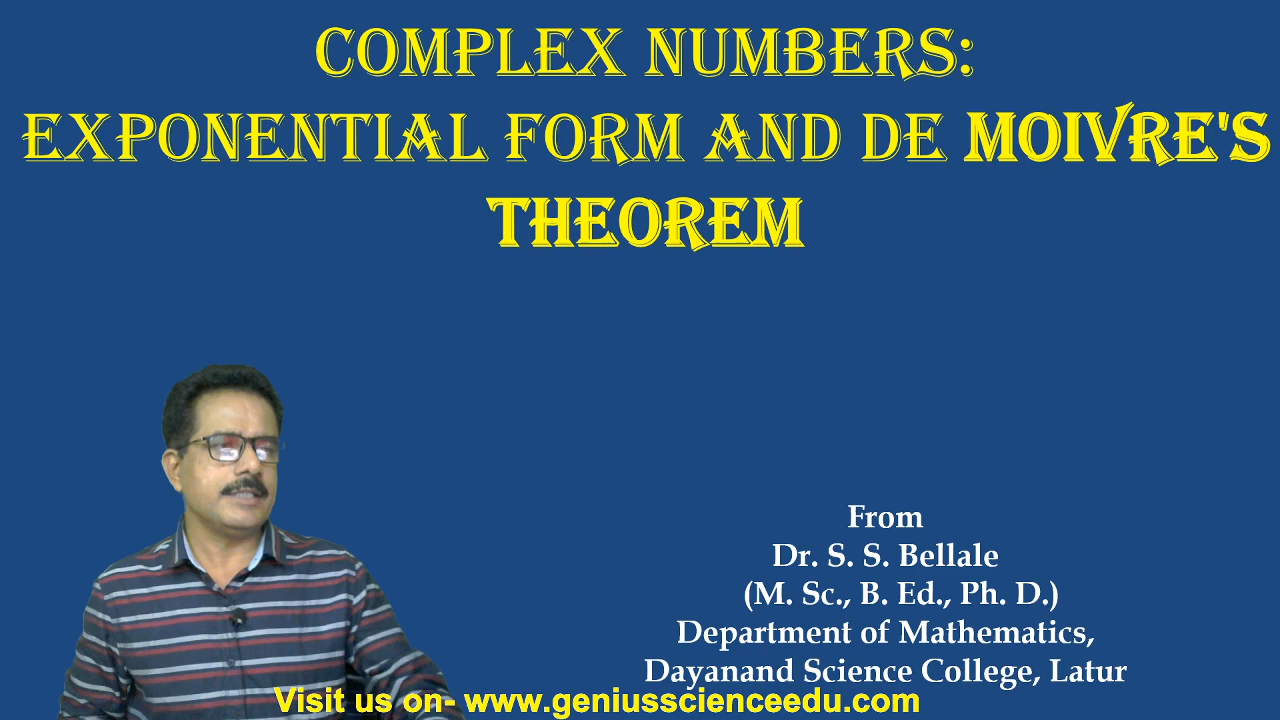 COMPLEX NUMBERS:
EXPONENTIAL FORM AND DE MOIVRE'S
THEOREM
From
Dr. S. S. Bellale
(M. Sc., B. Ed., Ph. D.)
Department of Mathematics,
Dayanand Science College, Latur
Visit us on- www.geniusscienceedu.com